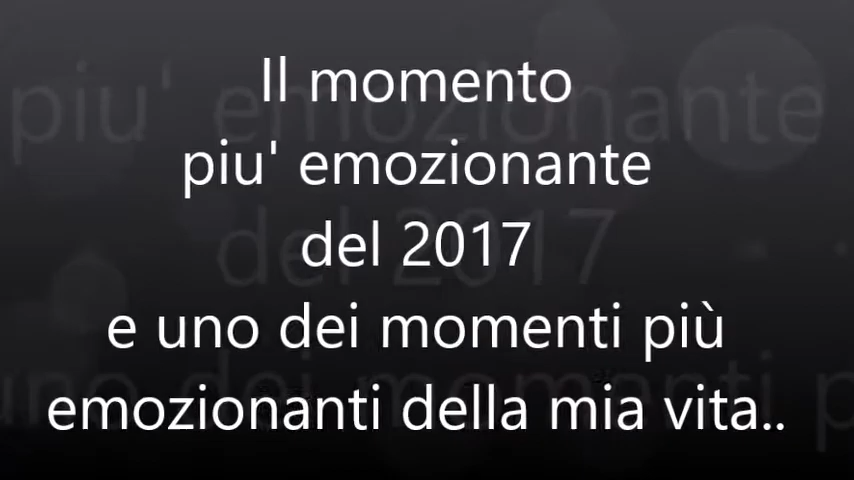 Il momento
piu' emozionante
del 2017
e uno dei momenti più
emozionanti della mia vita..